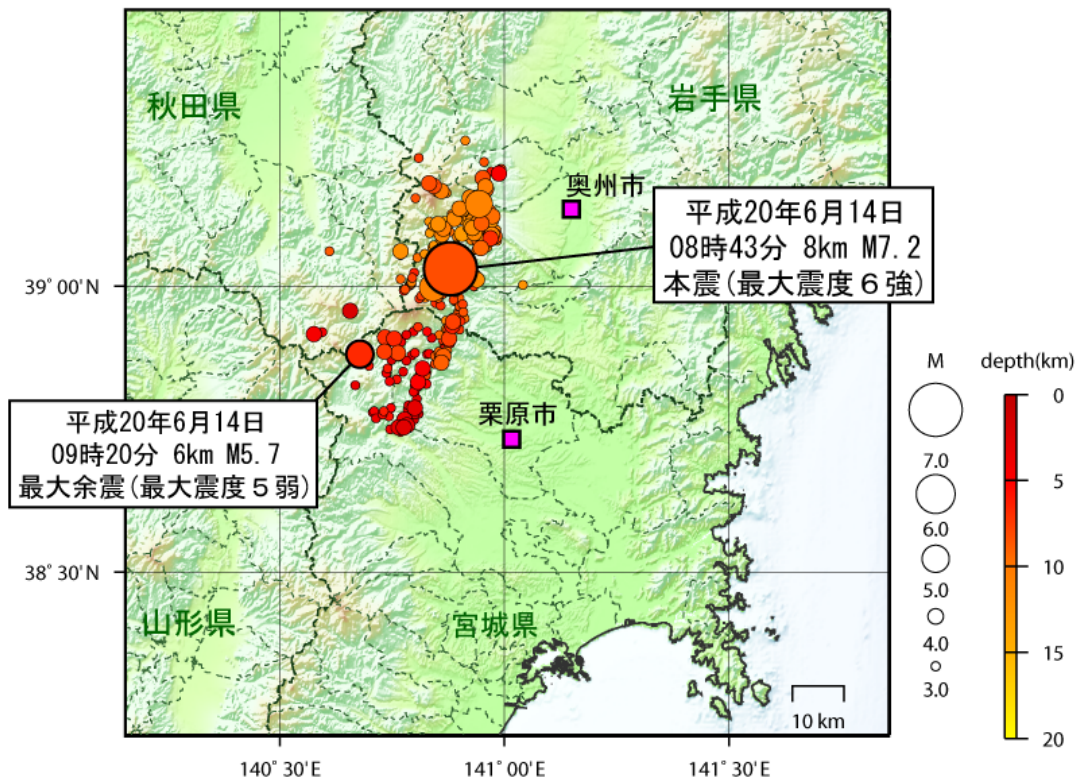 秋田県
岩手県
奥州市
平成20年6月14日
08時43分 8km M7.2
本震(最大震度6強)
39°00'N
平成20年6月14日
09時20分 6km M5.7
最大余震(最大震度5弱)
栗原市
38°30'N
山形県
宮城県
10 km
140°30'E
141°00'E
141°30'E
M
7.0
6.0
5.0
4.0
3.0
depth(km)
0
5
10
15
20